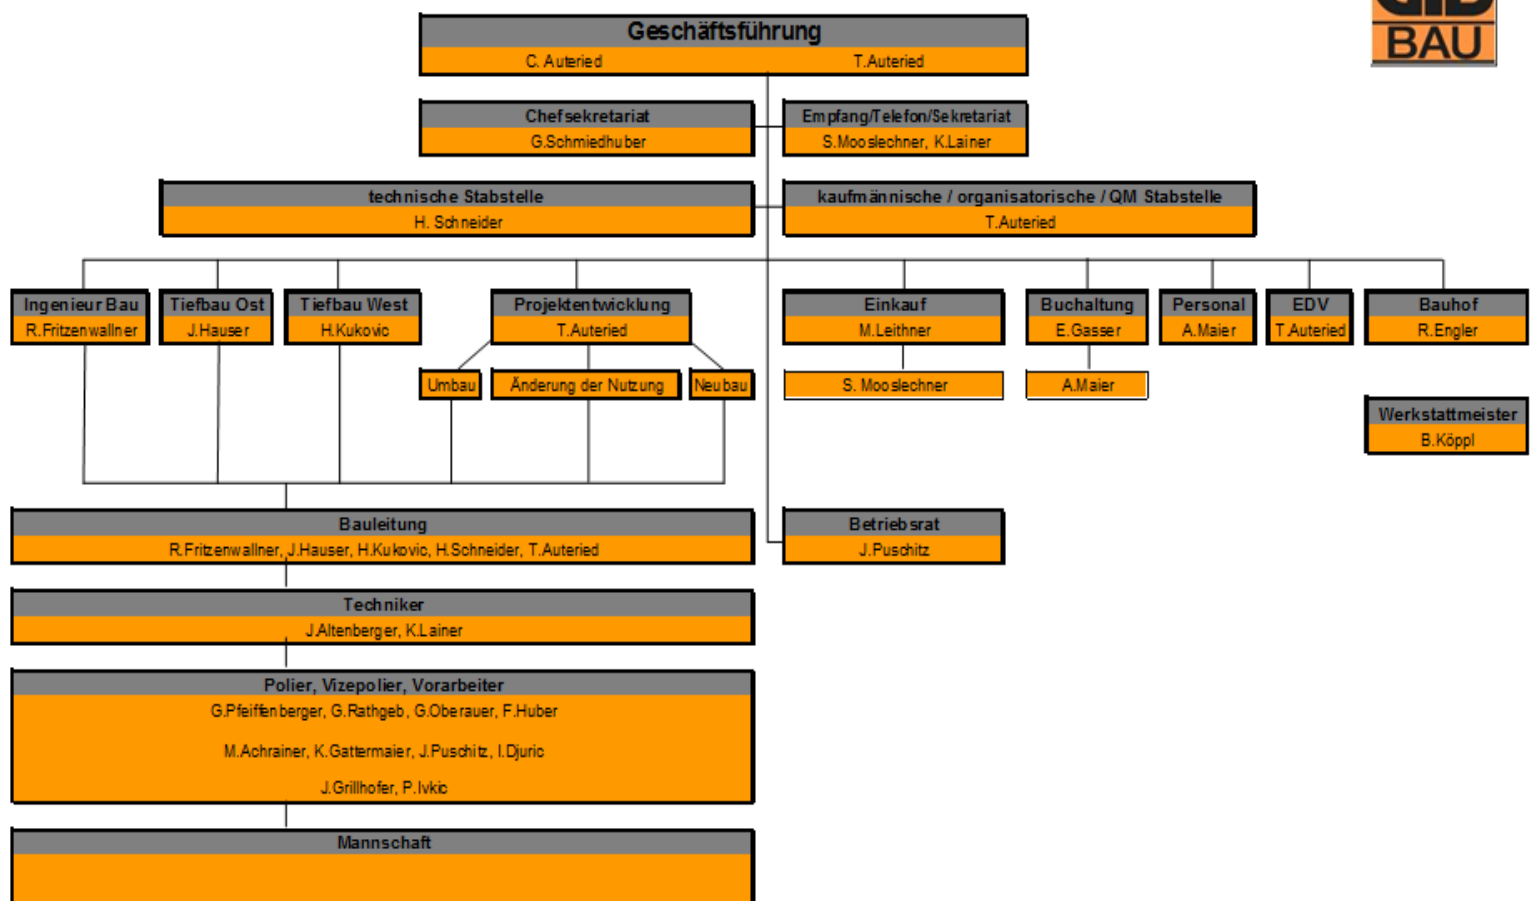 Geschäftsführung
C. Auteried T.Auteried
BAU
Chefsekretariat
G.Schmiedhuber
Empfang/Telefon/Sekretariat
S.Mooslechner, K.Lainer
technische Stabstelle
H. Schneider
kaufmännische / organisatorische / QM Stabstelle
T.Auteried
Ingenieur Bau
R.Fritzenwallner
Tiefbau Ost
J.Hauser
Tiefbau West
H.Kukovic
Projektentwicklung
T.Auteried
Einkauf
M.Leithner
Buchaltung
E.Gasser
Personal
A.Maier
EDV
T.Auteried
Bauhof
R.Engler
Umbau
Änderung der Nutzung
Neubau
S. Mooslechner
A.Maier
Werkstattmeister
B.Köppl
Bauleitung
R.Fritzenwallner, J.Hauser, H.Kukovic, H.Schneider, T.Auteried
Betriebsrat
J.Puschitz
Techniker
J.Altenberger, K.Lainer
Polier, Vizepolier, Vorarbeiter
G.Pfeiffenberger, G.Rathgeb, G.Oberauer, F.Huber
M.Achrainer, K.Gattermaier, J.Puschitz, I.Djuric
J.Grillhofer, P.Ivkic
Mannschaft